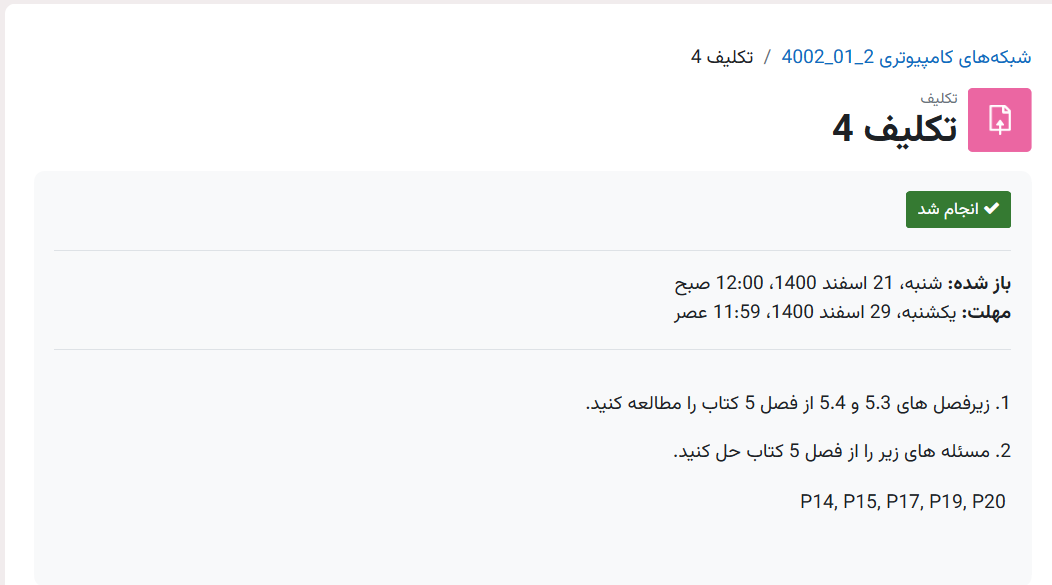 شبکه‌های کامپیوتری 2_01_4002 / تکلیف 4
تکلیف
تکلیف 4
انجام شد
باز شده: شنبه، 21 اسفند 1400، 12:00 صبح
مهلت: یکشنبه، 29 اسفند 1400، 11:59 عصر
1. زیرفصل های 5.3 و 5.4 از فصل 5 کتاب را مطالعه کنید.
2. مسئله های زیر را از فصل 5 کتاب حل کنید.
P14, P15, P17, P19, P20